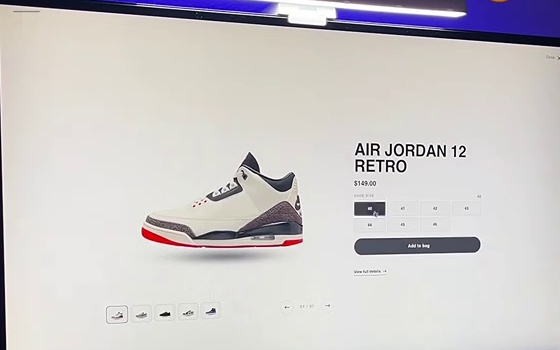 AIR JORDAN 12
RETRO
$149.00
40 41 42 43
44 45 46
Add to bag
View full details →